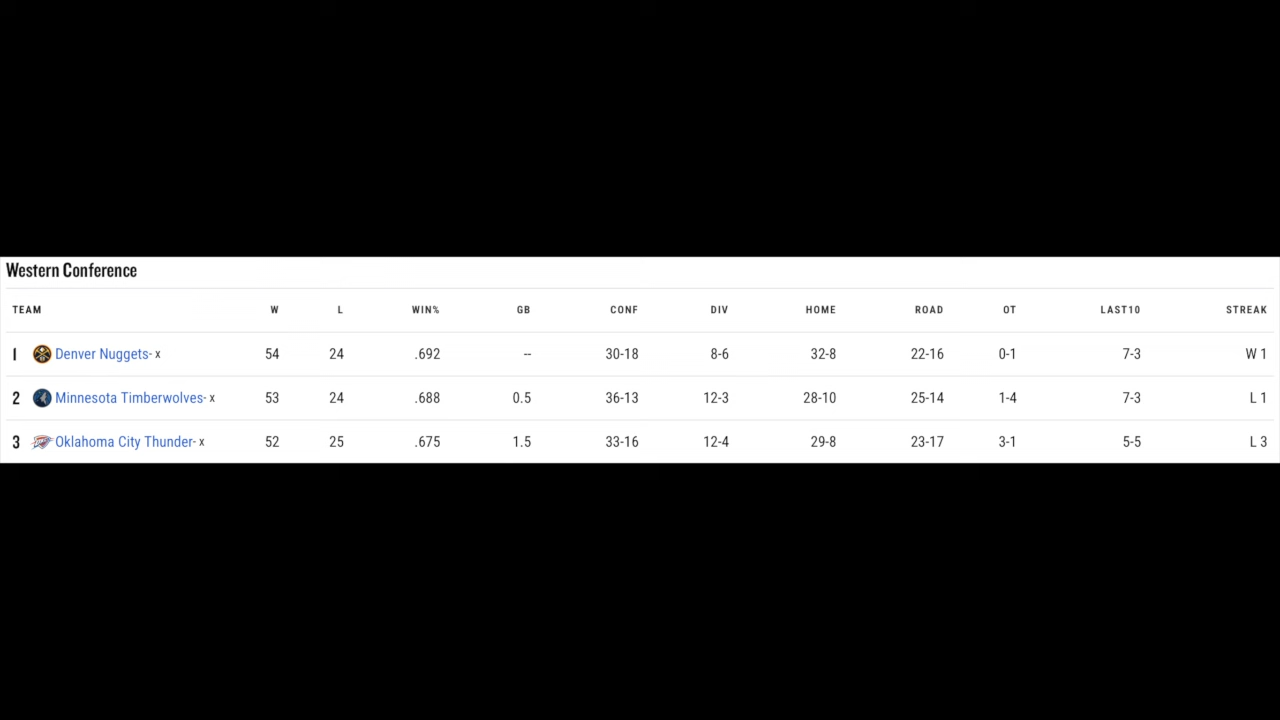 Western Conference
TEAM W L WIN% GB CONF DIV HOME ROAD OT LAST10 STREAK
1 Denver Nuggets- x 54 24 .692 -- 30-18 8-6 32-8 22-16 0-1 7-3 W 1
2 Minnesota Timberwolves- x 53 24 .688 0.5 36-13 12-3 28-10 25-14 1-4 7-3 L 1
3 Oklahoma City Thunder- x 52 25 .675 1.5 33-16 12-4 29-8 23-17 3-1 5-5 L 3